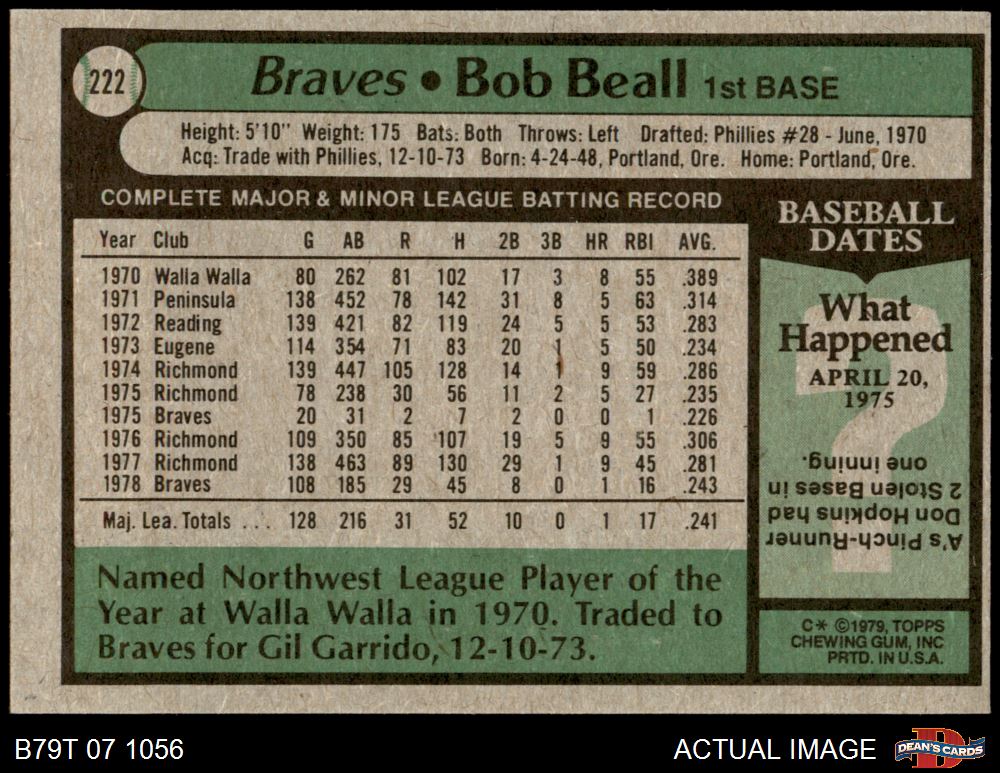 222
Braves • Bob Beall 1st BASE
Height: 5'10" Weight: 175 Bats: Both Throws: Left Drafted: Phillies #28 - June, 1970
Acq: Trade with Phillies, 12-10-73 Born: 4-24-48, Portland, Ore. Home: Portland, Ore.
COMPLETE MAJOR & MINOR LEAGUE BATTING RECORD
Year Club G AB R H 2B 3B HR RBI AVG.
1970 Walla Walla 80 262 81 102 17 3 8 55 .389
1971 Peninsula 138 452 78 142 31 8 5 63 .314
1972 Reading 139 421 82 119 24 5 5 53 .283
1973 Eugene 114 354 71 83 20 1 5 50 .234
1974 Richmond 139 447 105 128 14 1 9 59 .286
1975 Richmond 78 238 30 56 11 2 5 27 .235
1975 Braves 20 31 2 7 2 0 0 1 .226
1976 Richmond 109 350 85 107 19 5 9 55 .306
1977 Richmond 138 463 89 130 29 1 9 45 .281
1978 Braves 108 185 29 45 8 0 1 16 .243
Maj. Lea. Totals ... 128 216 31 52 10 0 1 17 .241
Named Northwest League Player of the
Year at Walla Walla in 1970. Traded to
Braves for Gil Garrido, 12-10-73.
BASEBALL
DATES
What
Happened
APRIL 20,
1975
?
A's Pinch-Runner
Don Hopkins had
2 Stolen Bases in
one inning.
C* ©1979, TOPPS
CHEWING GUM, INC
PRTD. IN U.S.A.
B79T 07 1056
ACTUAL IMAGE
D
DEAN'S CARDS